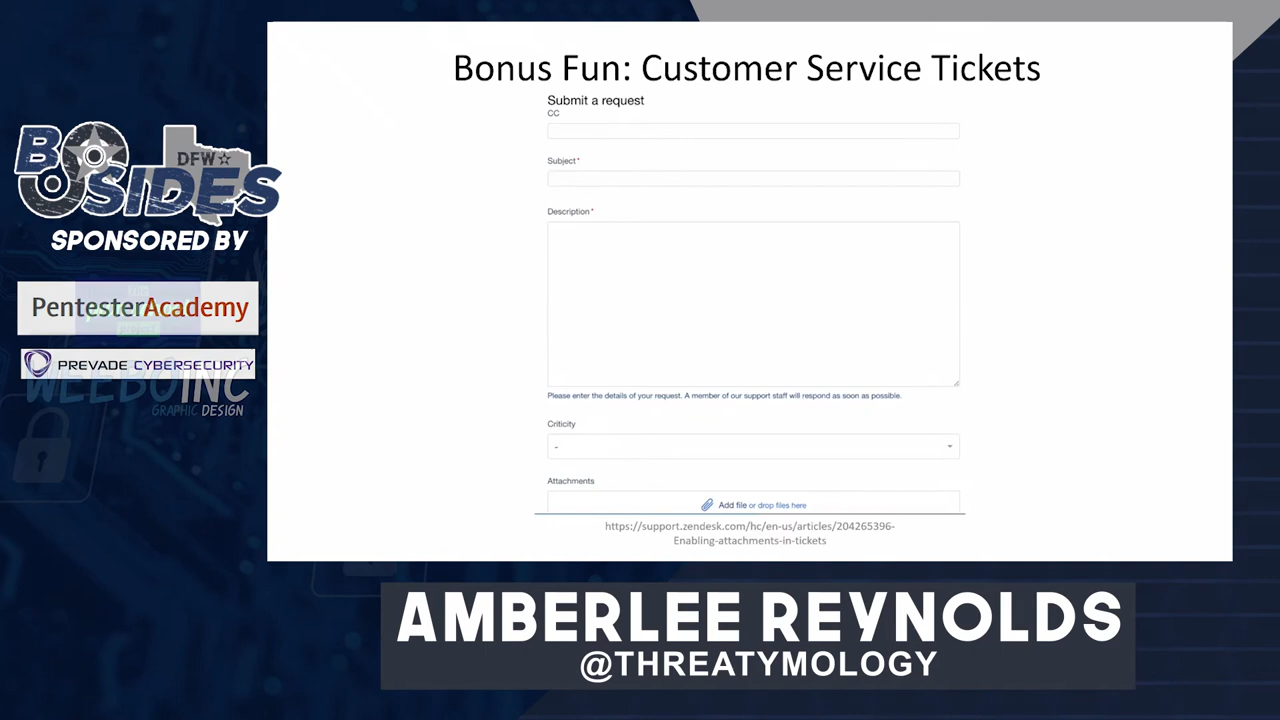 Bonus Fun: Customer Service Tickets
Submit a request
CC
Subject*
Description*
Please enter the details of your request. A member of our support staff will respond as soon as possible.
Criticity
-
Attachments
Add file or drop files here
https://support.zendesk.com/hc/en-us/articles/204265396-
Enabling-attachments-in-tickets
BSIDES
DFW
SPONSORED BY
PentesterAcademy
project
PREVADE CYBERSECURITY
WEEBOINC
GRAPHIC DESIGN
AMBERLEE REYNOLDS
@THREATYMOLOGY